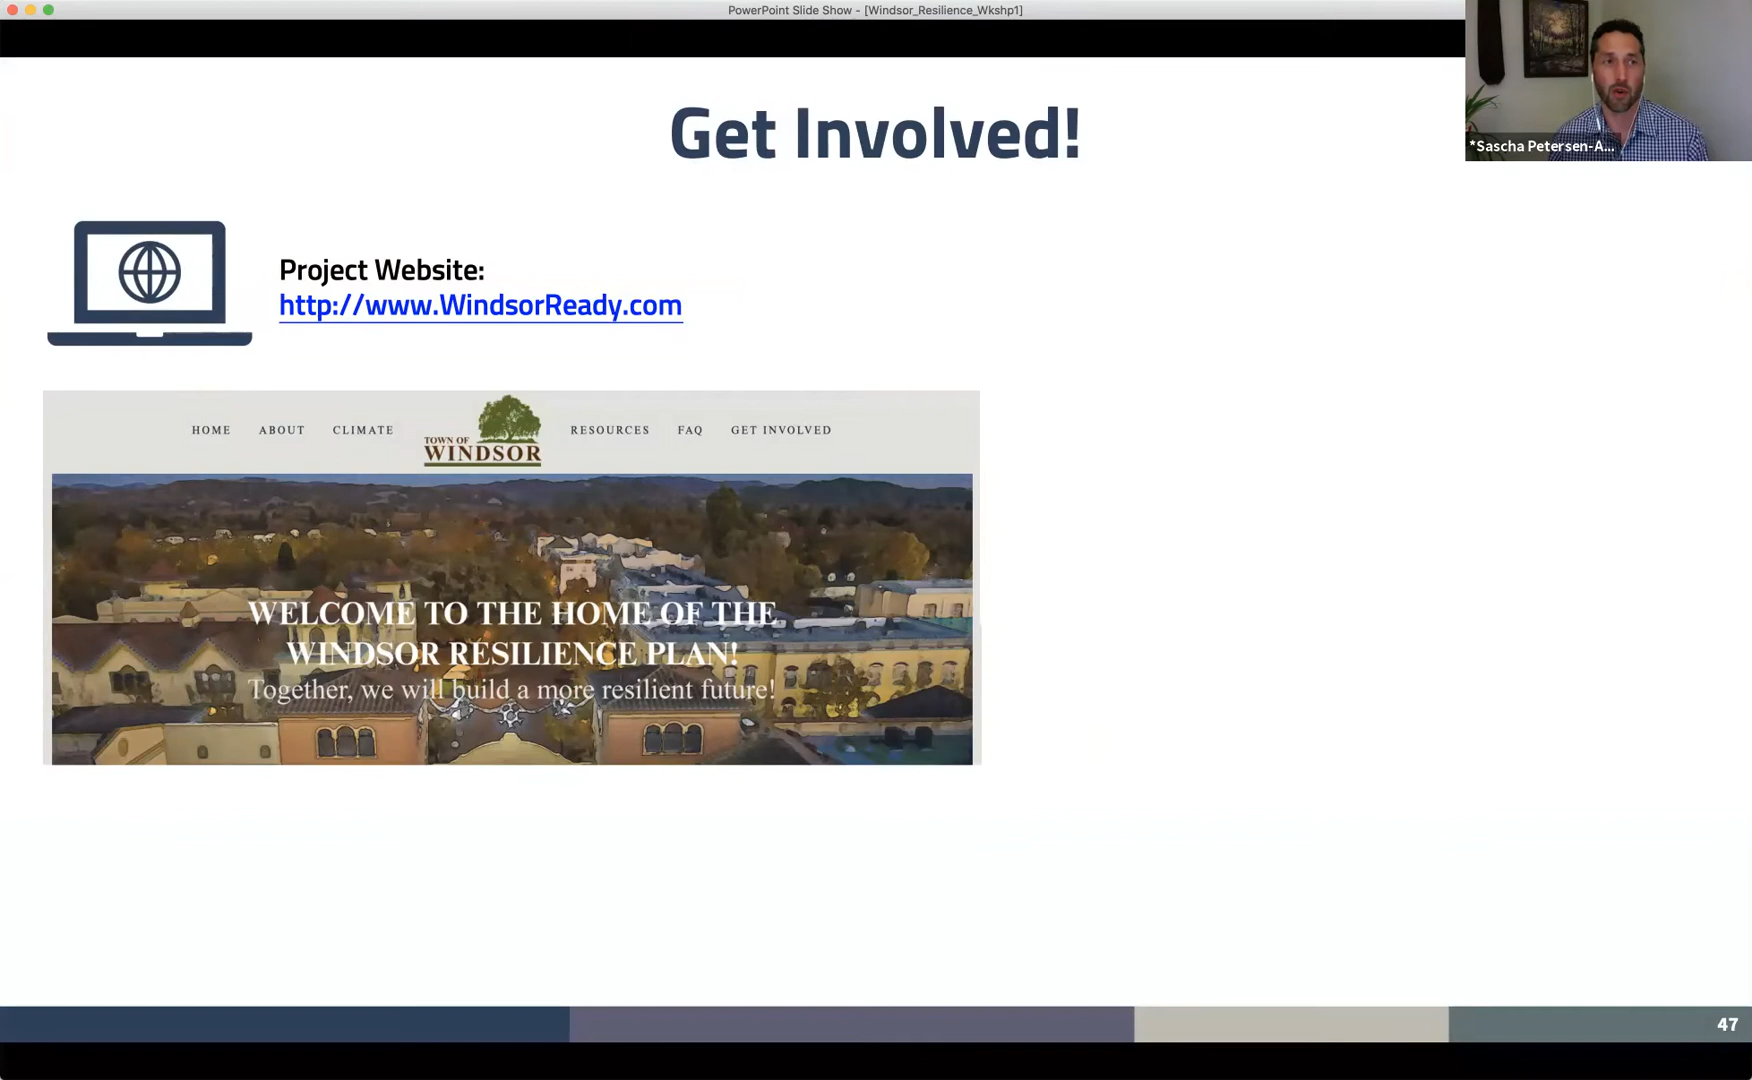 PowerPoint Slide Show - [Windsor_Resilience_Wkshp1]
*Sascha Petersen-A...
Get Involved!
Project Website:
http://www.WindsorReady.com
HOME ABOUT CLIMATE
TOWN OF
WINDSOR
RESOURCES FAQ GET INVOLVED
WELCOME TO THE HOME OF THE
WINDSOR RESILIENCE PLAN!
Together, we will build a more resilient future!
47